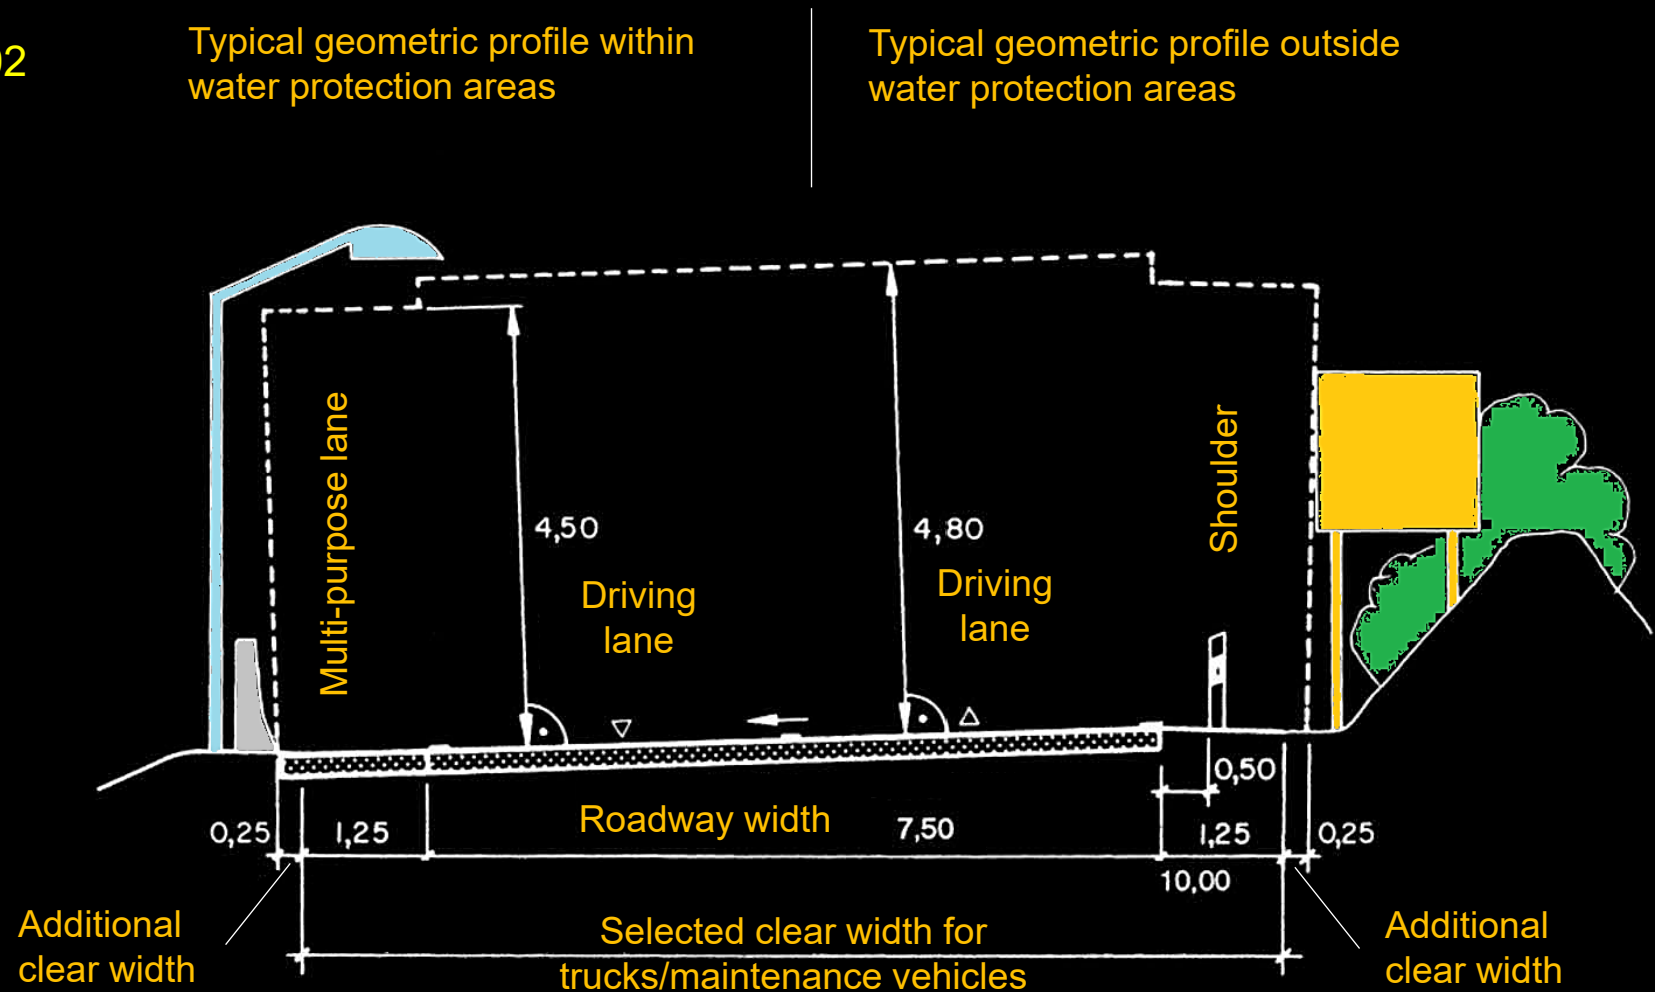 02
Typical geometric profile within
water protection areas
Typical geometric profile outside
water protection areas
Multi-purpose lane
4,50
Driving
lane
4,80
Driving
lane
Shoulder
0,50
0,25
1,25
Roadway width
7,50
1,25
0,25
10,00
Additional
clear width
Selected clear width for
trucks/maintenance vehicles
Additional
clear width